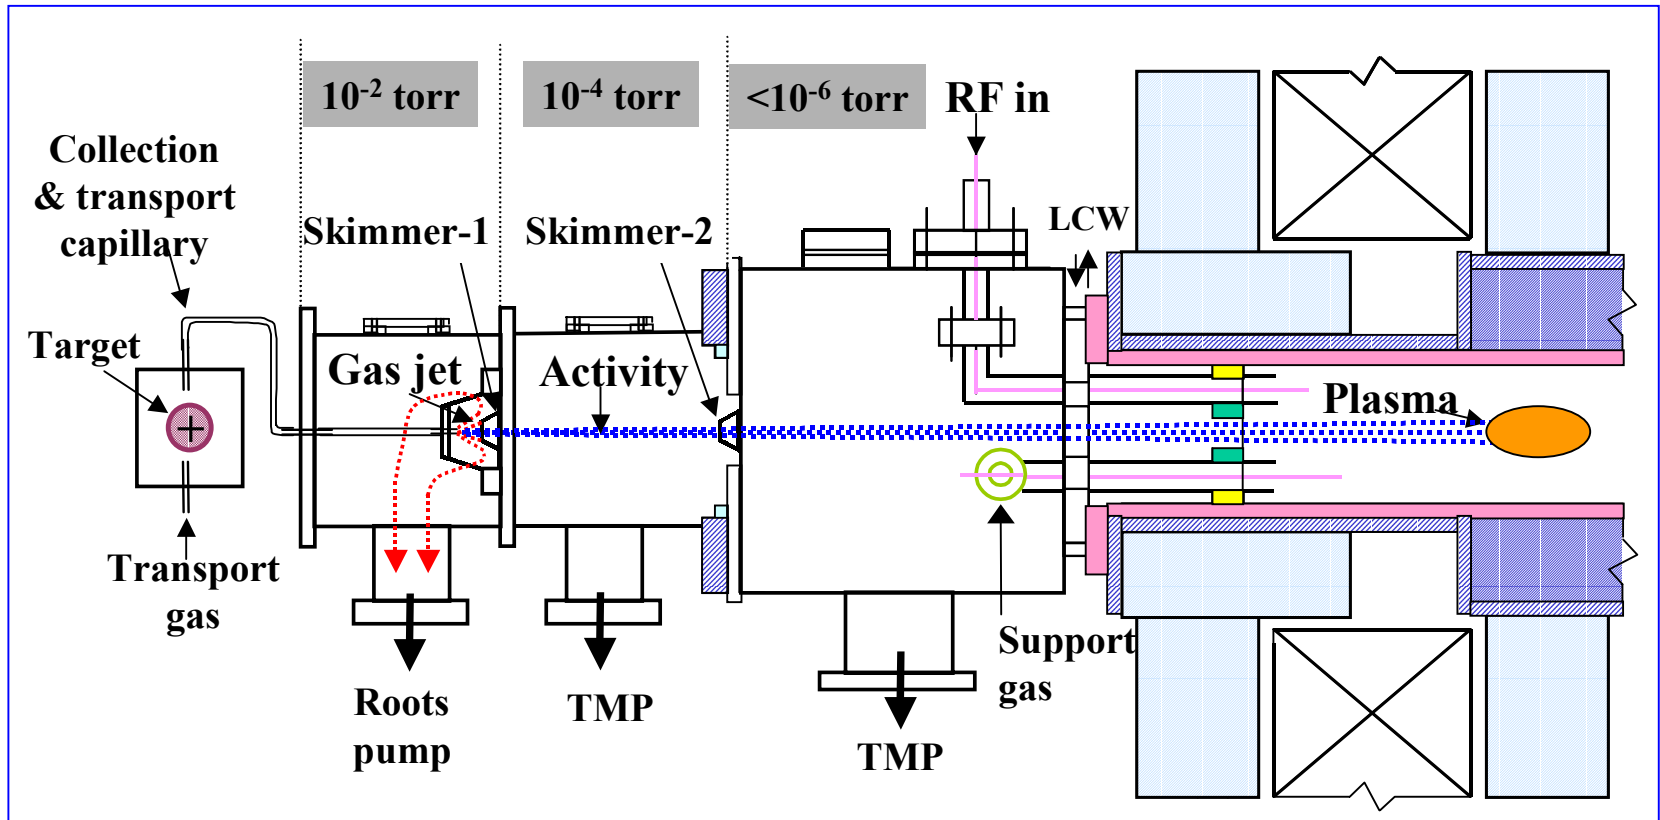 10⁻² torr
10⁻⁴ torr
<10⁻⁶ torr
RF in
Collection
& transport
capillary
Skimmer-1
Skimmer-2
LCW
Target
Gas jet
Activity
Plasma
Transport
gas
Support
gas
Roots
pump
TMP
TMP